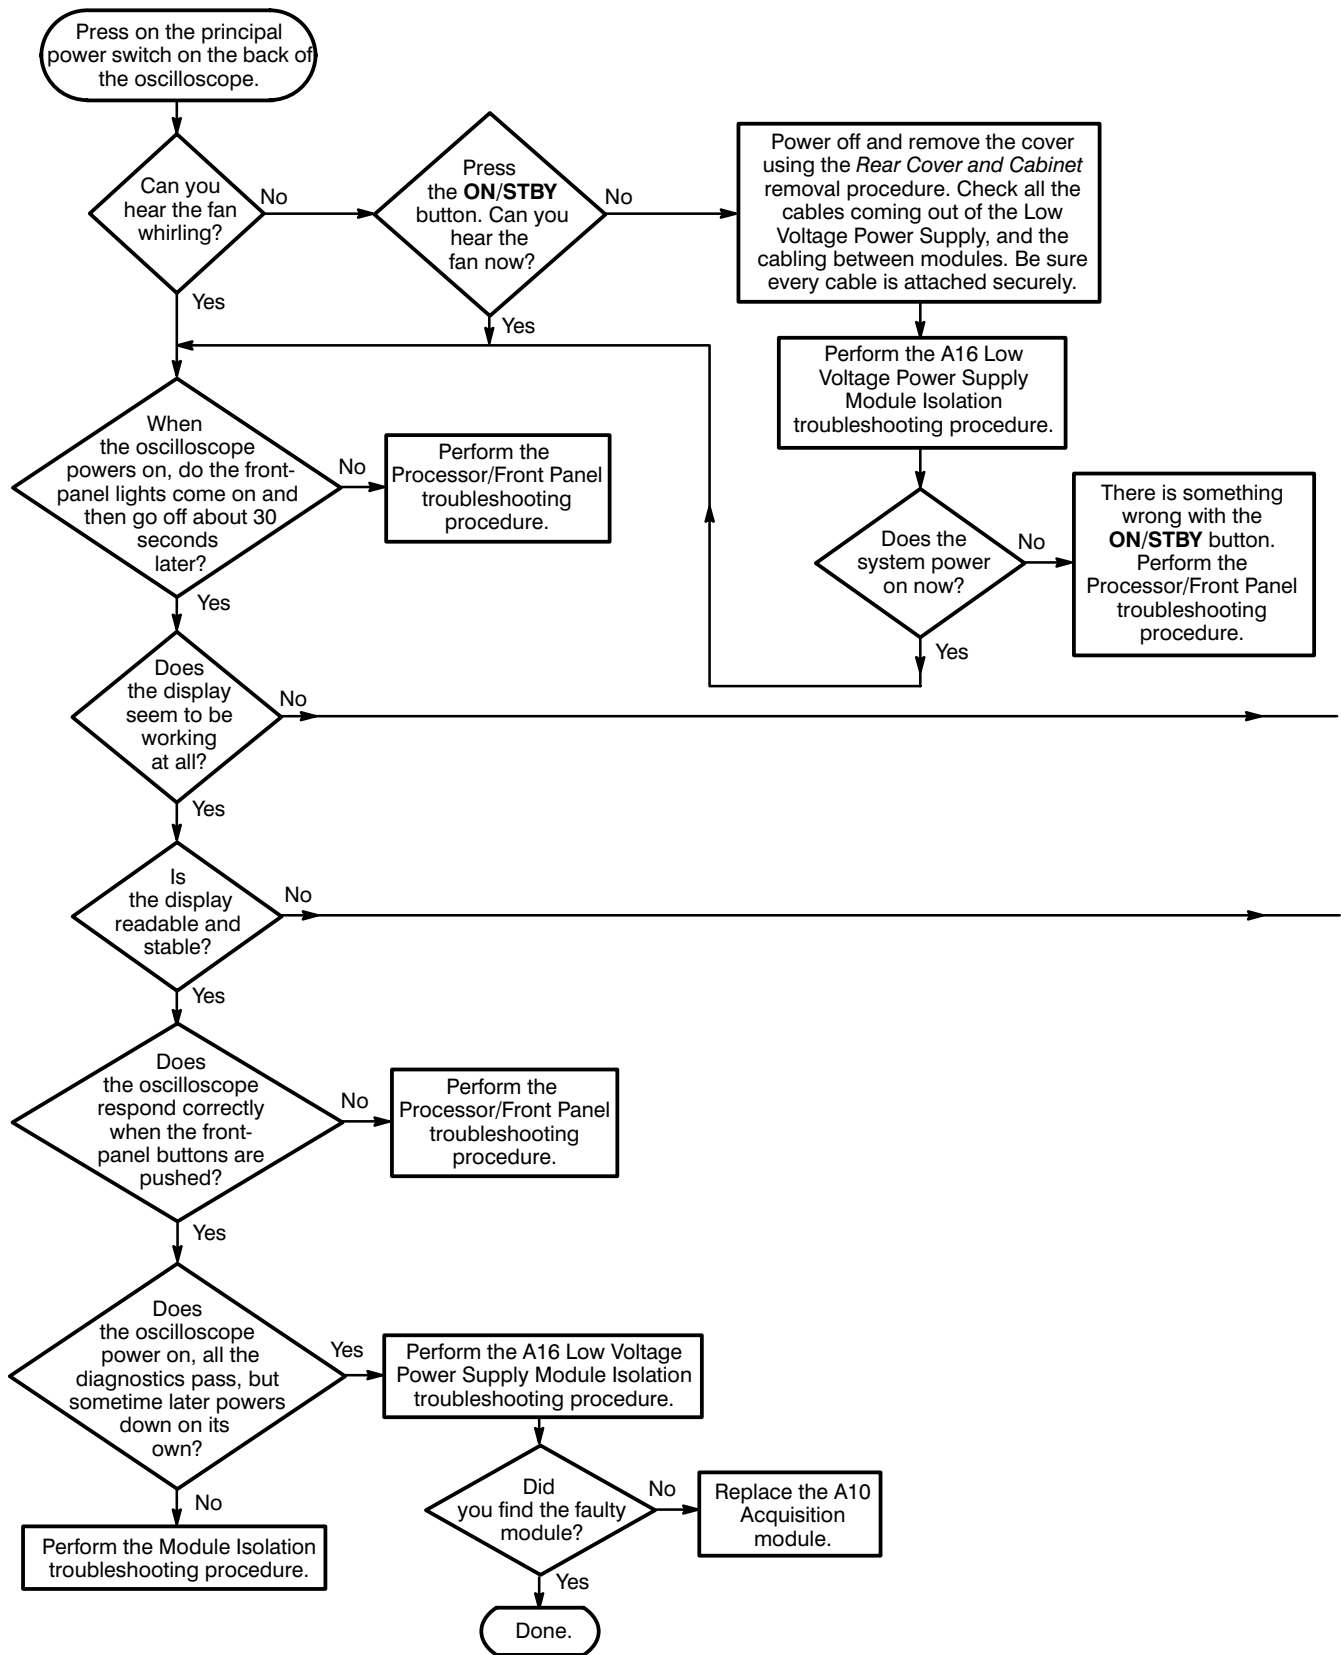 Press on the principal
power switch on the back of
the oscilloscope.
Can you
hear the fan
whirling?
No
Yes
Press
the ON/STBY
button. Can you
hear the
fan now?
No
Yes
Power off and remove the cover
using the Rear Cover and Cabinet
removal procedure. Check all the
cables coming out of the Low
Voltage Power Supply, and the
cabling between modules. Be sure
every cable is attached securely.
Perform the A16 Low
Voltage Power Supply
Module Isolation
troubleshooting procedure.
Does the
system power
on now?
No
Yes
There is something
wrong with the
ON/STBY button.
Perform the
Processor/Front Panel
troubleshooting
procedure.
When
the oscilloscope
powers on, do the front-
panel lights come on and
then go off about 30
seconds
later?
No
Yes
Perform the
Processor/Front Panel
troubleshooting
procedure.
Does
the display
seem to be
working
at all?
No
Yes
Is
the display
readable and
stable?
No
Yes
Does
the oscilloscope
respond correctly
when the front-
panel buttons are
pushed?
No
Yes
Perform the
Processor/Front Panel
troubleshooting
procedure.
Does
the oscilloscope
power on, all the
diagnostics pass, but
sometime later powers
down on its
own?
Yes
No
Perform the A16 Low Voltage
Power Supply Module Isolation
troubleshooting procedure.
Did
you find the faulty
module?
No
Yes
Replace the A10
Acquisition
module.
Perform the Module Isolation
troubleshooting procedure.
Done.